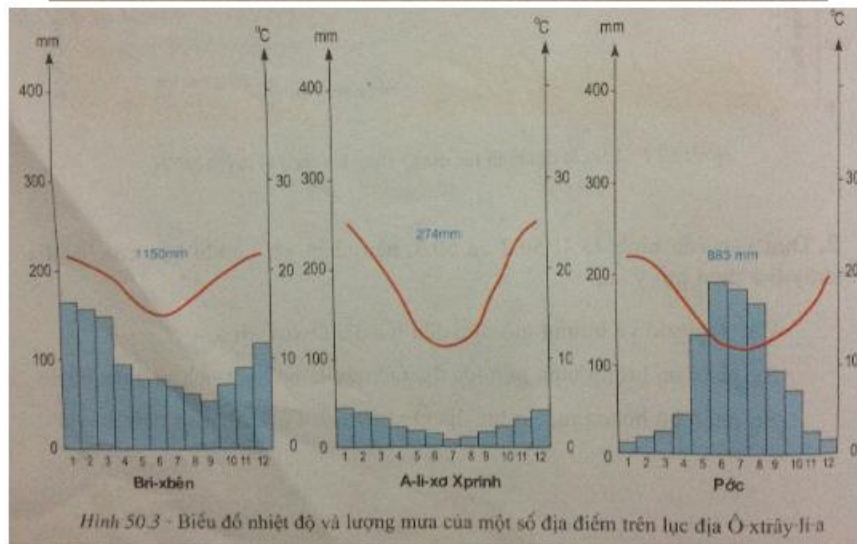 mm °C mm °C mm °C
400 400 400
300 30 300 30 300 30
1150mm 274mm 883 mm
200 20 200 20 200 20
100 10 100 10 100 10
0 0 0 0 0 0
1 2 3 4 5 6 7 8 9 10 11 12 1 2 3 4 5 6 7 8 9 10 11 12 1 2 3 4 5 6 7 8 9 10 11 12
Bri-xbên A-li-xơ Xprinh Pớc
Hình 50.3 - Biểu đồ nhiệt độ và lượng mưa của một số địa điểm trên lục địa Ô-xtrây-li-a